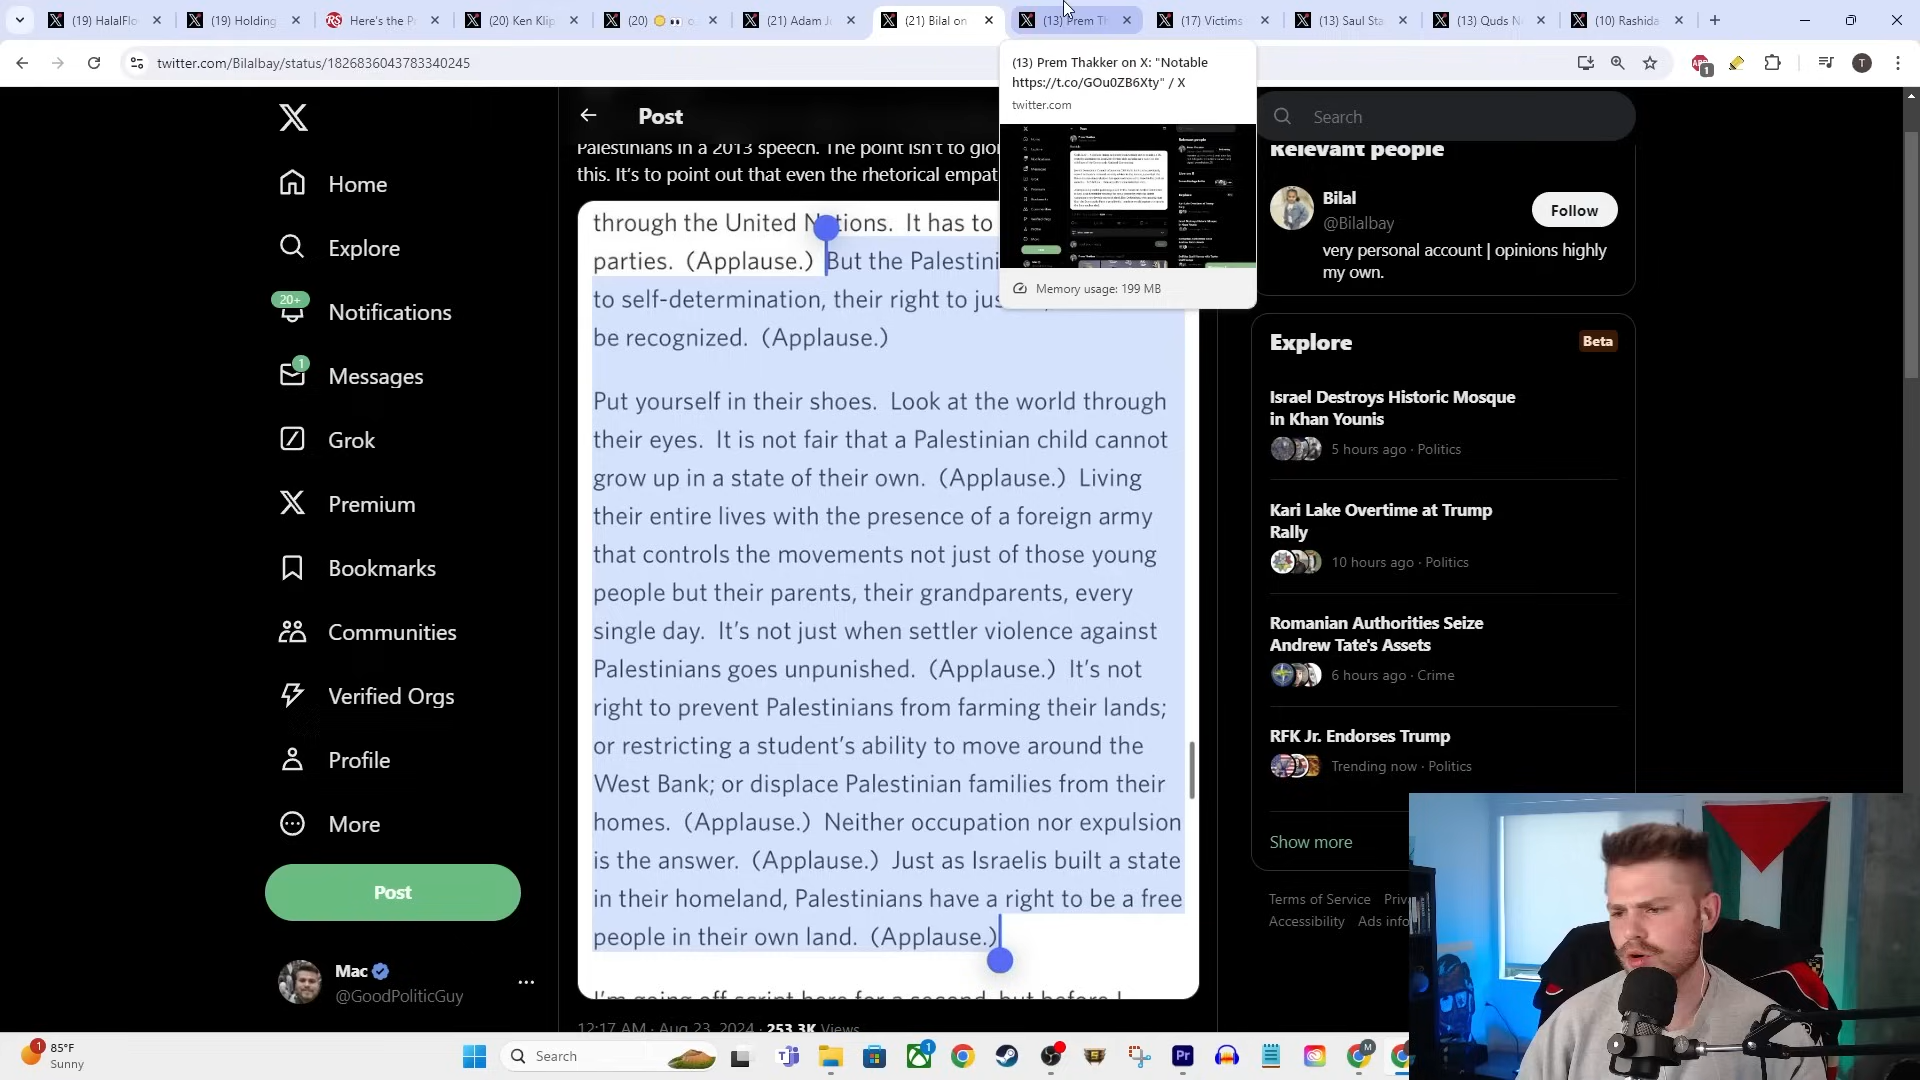 (19) HalalFlo
(19) Holding
Here's the P
(20) Ken Klip
(20)
(21) Adam J
(21) Bilal on
(13) Prem Th
(17) Victims
(13) Saul Sta
(13) Quds N
(10) Rashida
twitter.com/Bilalbay/status/1826836043783340245
T
(13) Prem Thakker on X: "Notable
https://t.co/GOu0ZB6Xty" / X
twitter.com
Memory usage: 199 MB
Home
Explore
20+
Notifications
1
Messages
Grok
Premium
Bookmarks
Communities
Verified Orgs
Profile
More
Post
Mac
@GoodPoliticGuy
Post
Palestinians in a 2013 speech. The point isn't to glor
this. It's to point out that even the rhetorical empat
through the United Nations. It has to
parties. (Applause.) But the Palestini
to self-determination, their right to jus
be recognized. (Applause.)
Put yourself in their shoes. Look at the world through
their eyes. It is not fair that a Palestinian child cannot
grow up in a state of their own. (Applause.) Living
their entire lives with the presence of a foreign army
that controls the movements not just of those young
people but their parents, their grandparents, every
single day. It's not just when settler violence against
Palestinians goes unpunished. (Applause.) It's not
right to prevent Palestinians from farming their lands;
or restricting a student's ability to move around the
West Bank; or displace Palestinian families from their
homes. (Applause.) Neither occupation nor expulsion
is the answer. (Applause.) Just as Israelis built a state
in their homeland, Palestinians have a right to be a free
people in their own land. (Applause.)
I'm going off script here for a second, but before I
12:17 AM · Aug 23, 2024 · 253.3K Views
Search
Relevant people
Bilal
@Bilalbay
Follow
very personal account | opinions highly
my own.
Explore
Beta
Israel Destroys Historic Mosque
in Khan Younis
5 hours ago · Politics
Kari Lake Overtime at Trump
Rally
10 hours ago · Politics
Romanian Authorities Seize
Andrew Tate's Assets
6 hours ago · Crime
RFK Jr. Endorses Trump
Trending now · Politics
Show more
Terms of Service Priv
Accessibility Ads info
1
85°F
Sunny
Search